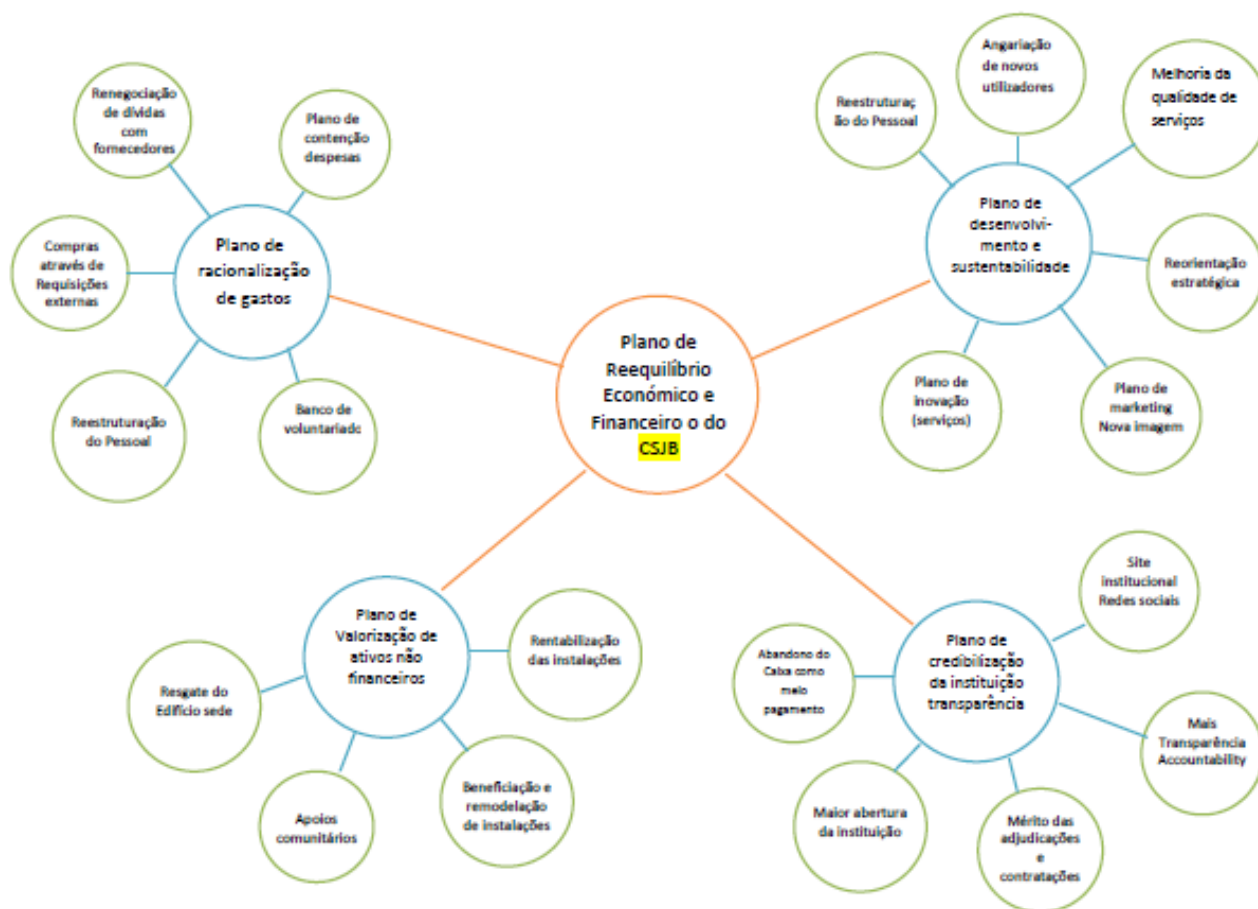 Renegociação
de dívidas
com
fornecedores
Plano de
contenção
despesas
Compras
através de
Requisições
externas
Plano de
racionalização
de gastos
Reestruturação
do Pessoal
Banco de
voluntariado
Angariação
de novos
utilizadores
Melhoria da
qualidade de
serviços
Reestruturaç
ão do Pessoal
Plano de
desenvolvi-
mento e
sustentabilidade
Reorientação
estratégica
Plano de
inovação
(serviços)
Plano de
marketing
Nova imagem
Plano de
Reequilíbrio
Económico e
Financeiro o do
CSJB
Plano de
Valorização de
ativos não
financeiros
Rentabilização
das instalações
Resgate do
Edifício sede
Apoios
comunitários
Beneficiação e
remodelação
de instalações
Site
institucional
Redes sociais
Abandono do
Caixa como
meio
pagamento
Plano de
credibilização
da instituição
transparência
Mais
Transparência
Accountability
Maior abertura
da instituição
Mérito das
adjudicações
e
contratações